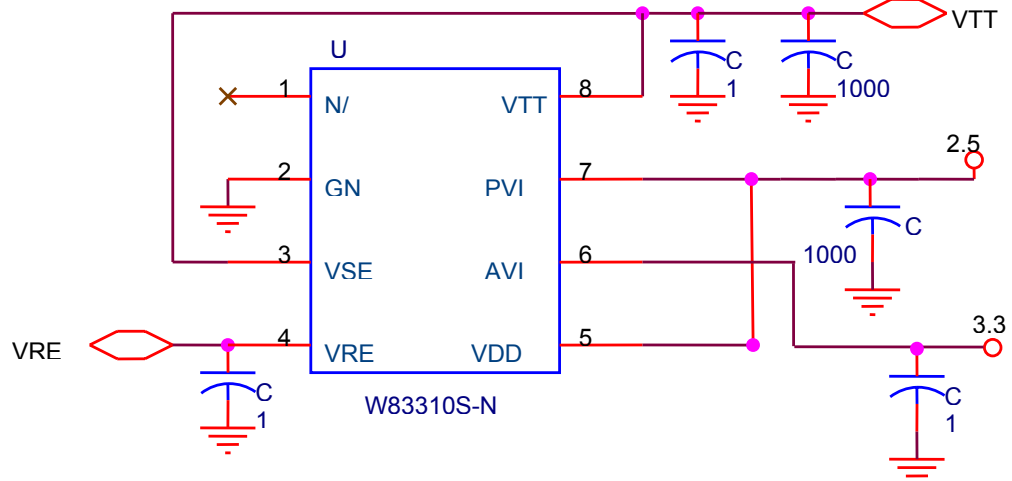 VTT
U
C
1
C
1000
1
N/
VTT
8
2.5
2
GN
PVI
7
C
1000
3
VSE
AVI
6
3.3
VRE
4
VRE
VDD
5
C
1
C
1
W83310S-N